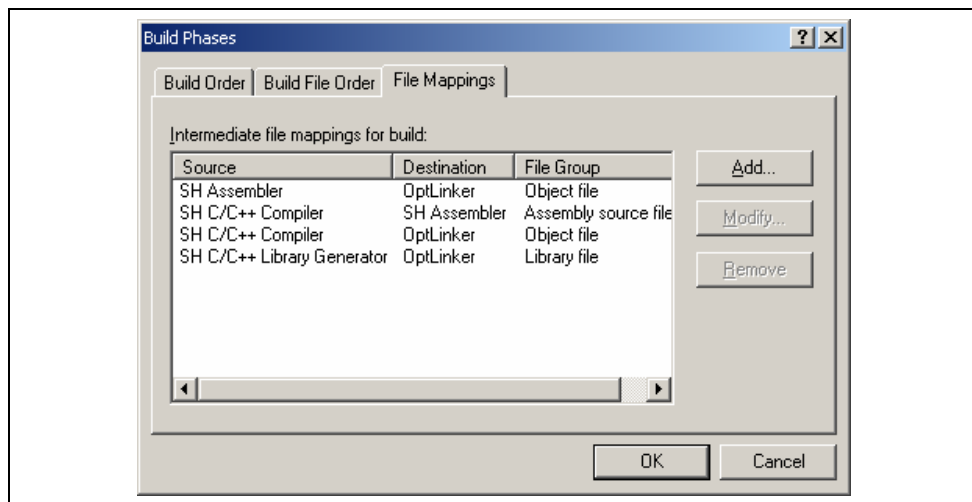 Build Phases
Build Order Build File Order File Mappings
Intermediate file mappings for build:
Source Destination File Group
SH Assembler OptLinker Object file
SH C/C++ Compiler SH Assembler Assembly source file
SH C/C++ Compiler OptLinker Object file
SH C/C++ Library Generator OptLinker Library file
Add...
Modify...
Remove
OK Cancel